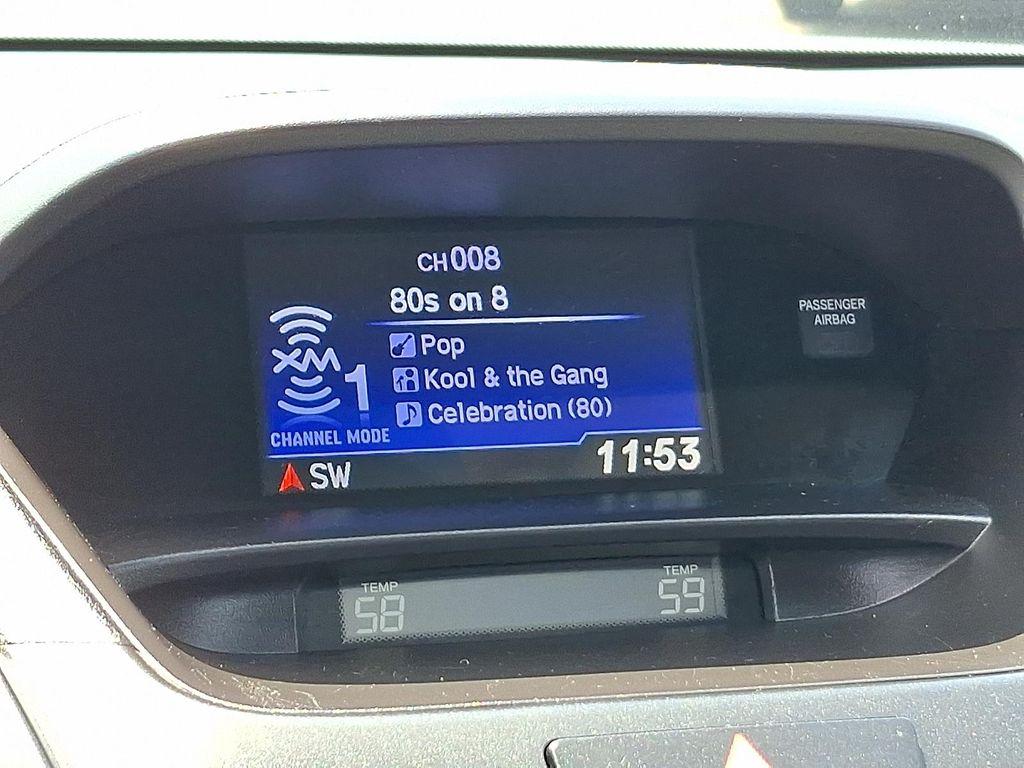 CH008
80s on 8
XM
1
Pop
Kool & the Gang
Celebration (80)
CHANNEL MODE
SW
11:53
PASSENGER
AIRBAG
TEMP
58
TEMP
59